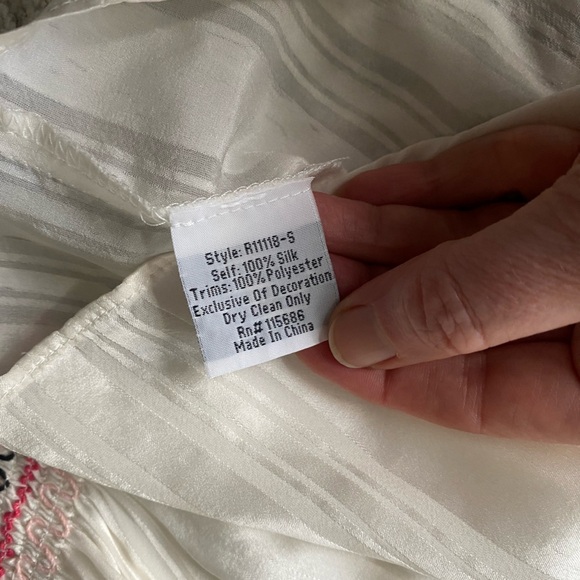 Style: R11118-S
Self: 100% Silk
Trims: 100% Polyester
Exclusive Of Decoration
Dry Clean Only
Rn# 115686
Made In China